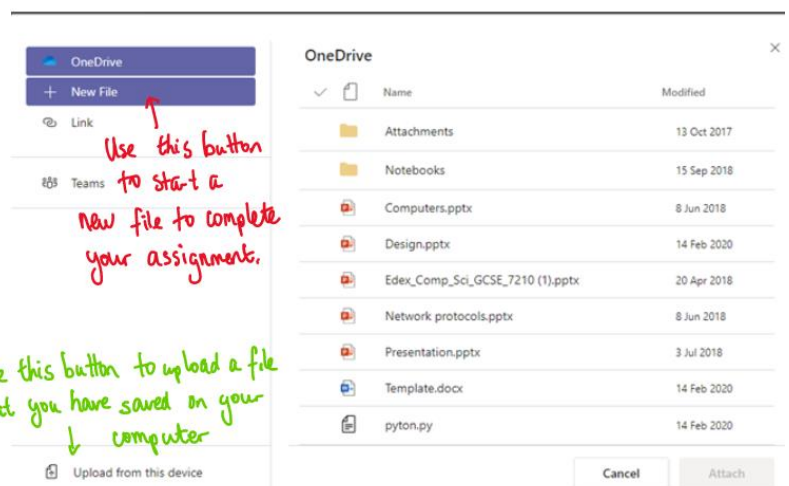 OneDrive
New File
Link
Use this button
to start a
Teams
new file to complete
your assignment.
this button to upload a file
you have saved on your
computer
Upload from this device
OneDrive
Name Modified
Attachments 13 Oct 2017
Notebooks 15 Sep 2018
Computers.pptx 8 Jun 2018
Design.pptx 14 Feb 2020
Edex_Comp_Sci_GCSE_7210 (1).pptx 20 Apr 2018
Network protocols.pptx 8 Jun 2018
Presentation.pptx 3 Jul 2018
Template.docx 14 Feb 2020
pyton.py 14 Feb 2020
Cancel Attach